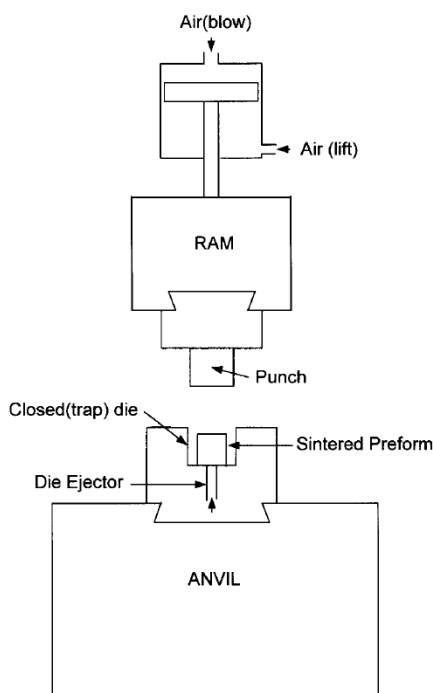 Air(blow)
Air (lift)
RAM
Punch
Closed(trap) die
Sintered Preform
Die Ejector
ANVIL